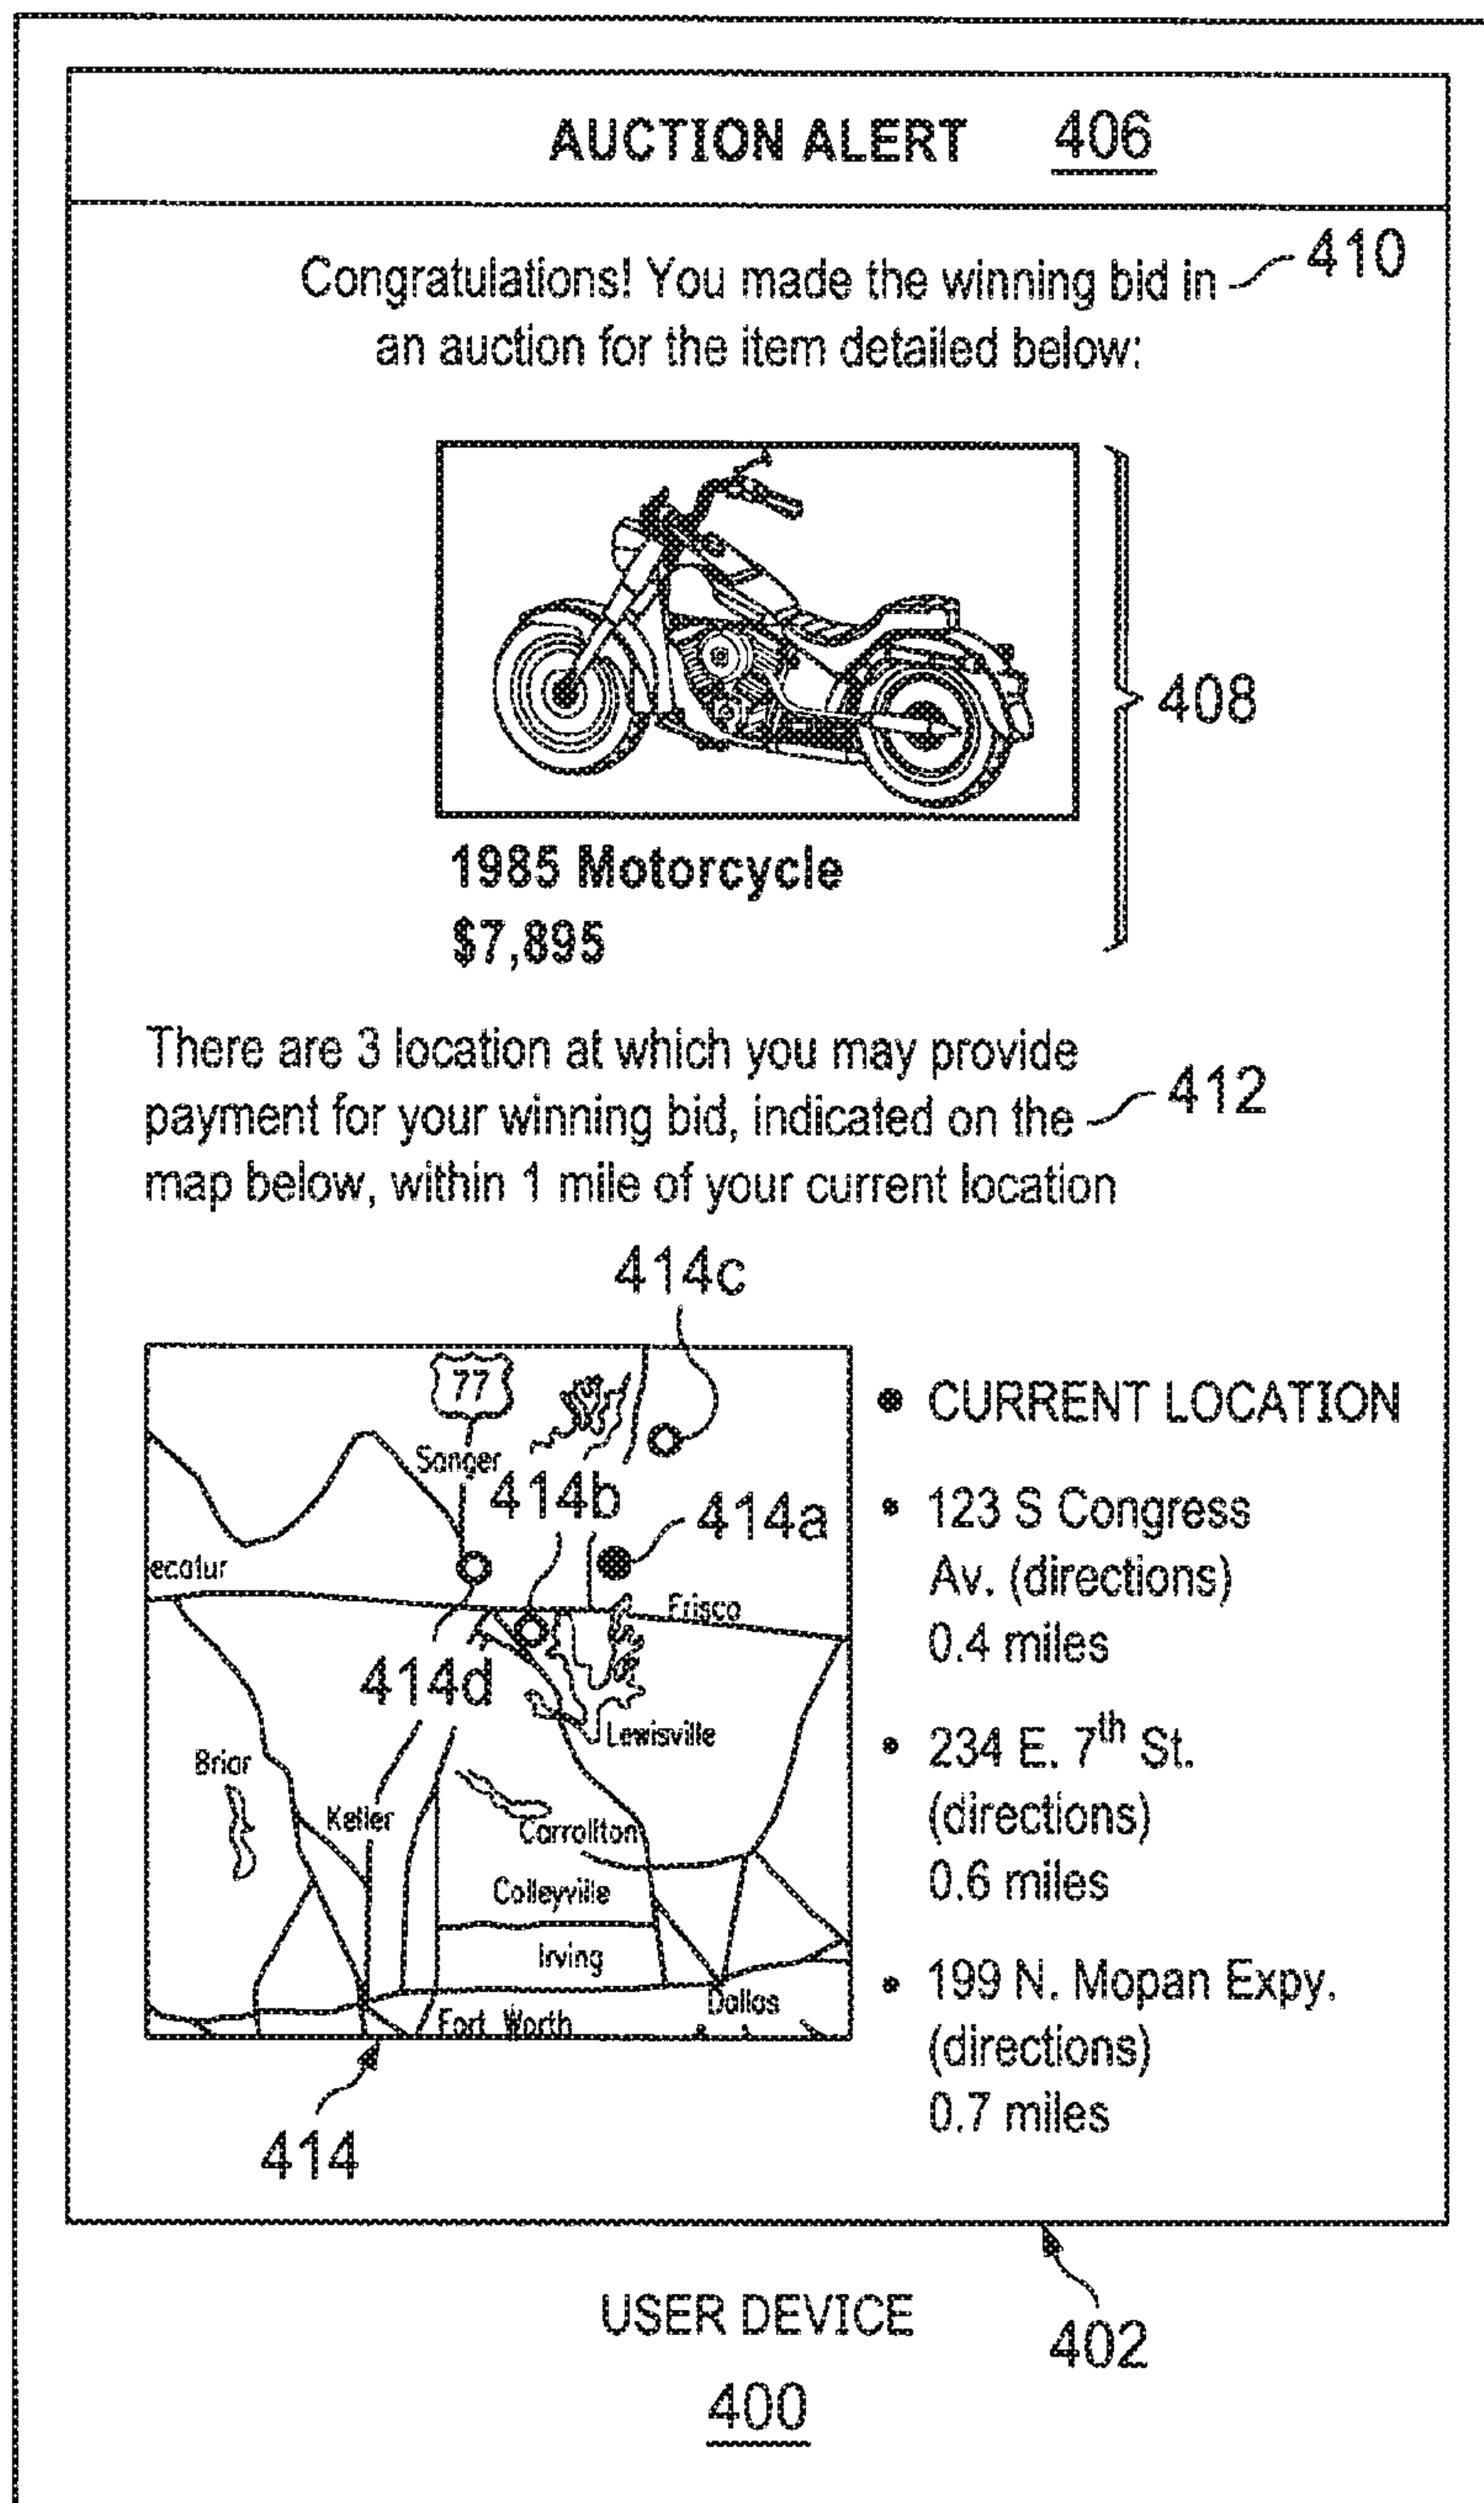 AUCTION ALERT 406
Congratulations! You made the winning bid in 410
an auction for the item detailed below:
408
1985 Motorcycle
$7,895
There are 3 location at which you may provide
payment for your winning bid, indicated on the 412
map below, within 1 mile of your current location
414c
77
Sanger
414b
414a
ecatur
Frisco
414d
Lewisville
Briar
Keller
Carrollton
Colleyville
Irving
Dallas
Fort Worth
414
• CURRENT LOCATION
• 123 S Congress
Av. (directions)
0.4 miles
• 234 E. 7th St.
(directions)
0.6 miles
• 199 N. Mopan Expy.
(directions)
0.7 miles
USER DEVICE
402
400